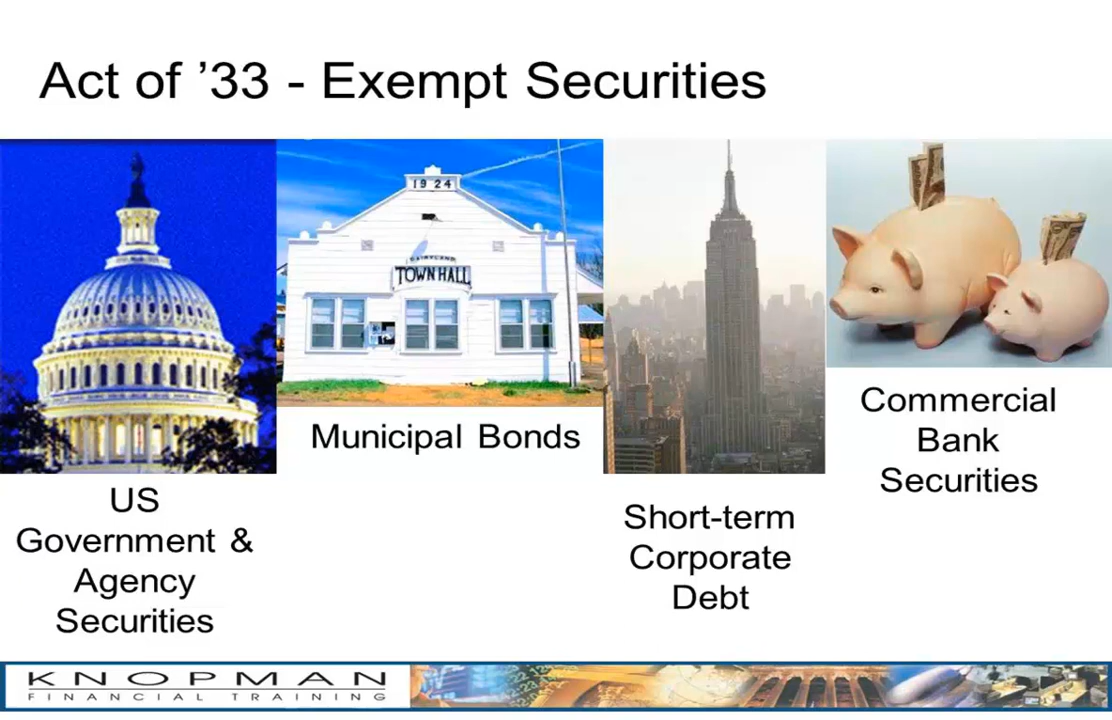 Act of ’33 - Exempt Securities
1924
DAIRYLAND
TOWN HALL
Municipal Bonds
Commercial
Bank
Securities
US
Government &
Agency
Securities
Short-term
Corporate
Debt
KNOPMAN
FINANCIAL TRAINING